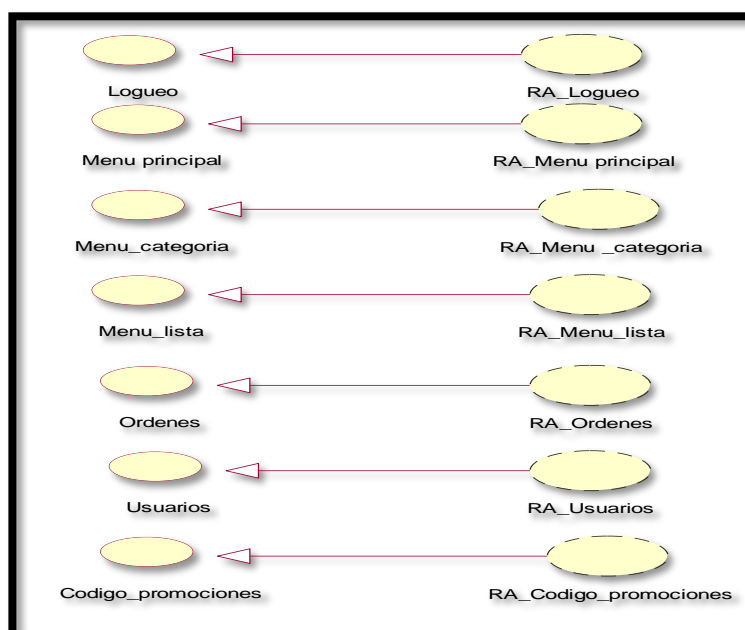 Logueo RA_Logueo
Menu principal RA_Menu principal
Menu_categoria RA_Menu _categoria
Menu_lista RA_Menu_lista
Ordenes RA_Ordenes
Usuarios RA_Usuarios
Codigo_promociones RA_Codigo_promociones